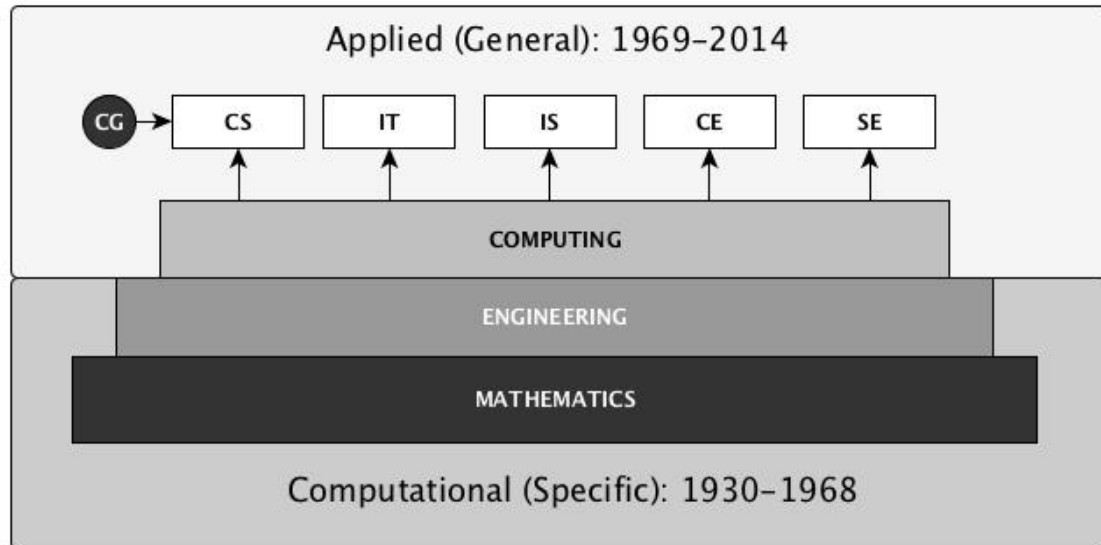 Applied (General): 1969–2014
CG CS IT IS CE SE
COMPUTING
ENGINEERING
MATHEMATICS
Computational (Specific): 1930–1968